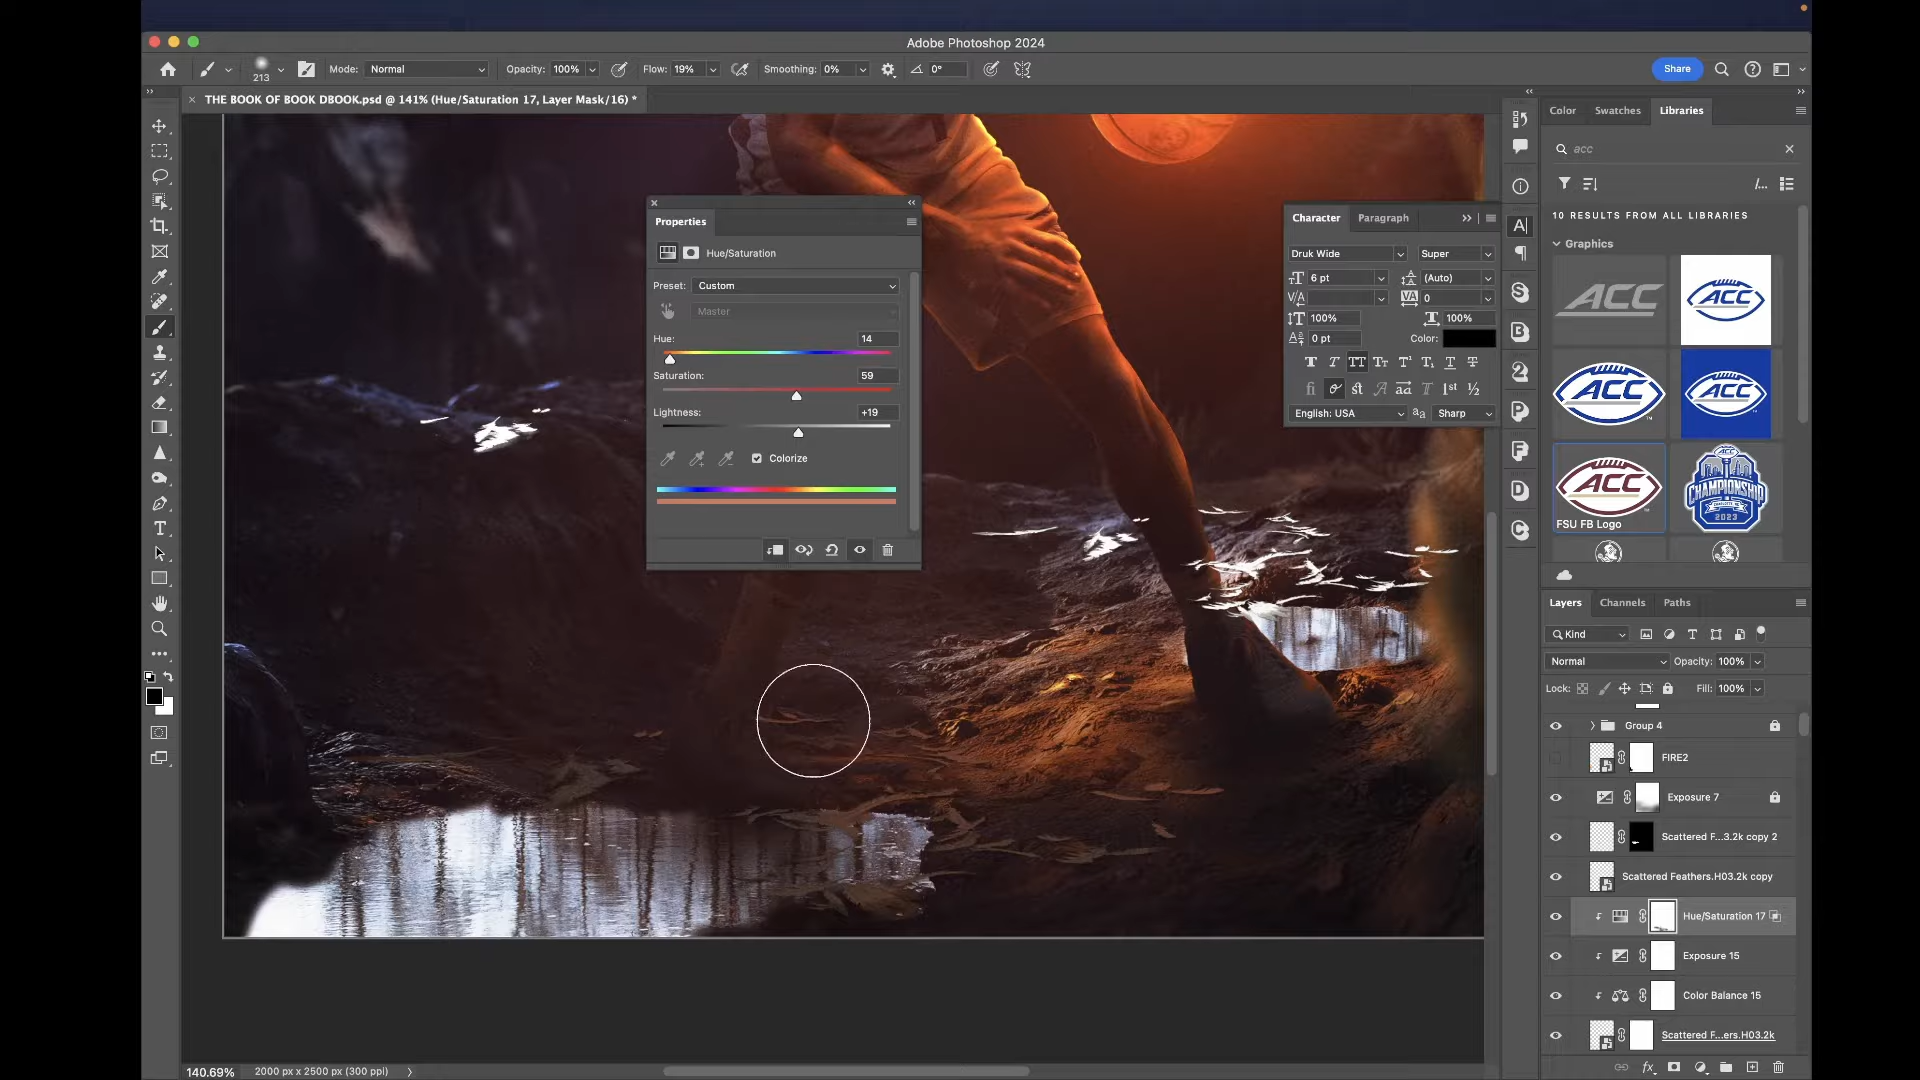 Adobe Photoshop 2024
213
Mode: Normal
Opacity: 100%
Flow: 19%
Smoothing: 0%
0°
Share
THE BOOK OF BOOK DBOOK.psd @ 141% (Hue/Saturation 17, Layer Mask/16) *
Color
Swatches
Libraries
acc
10 RESULTS FROM ALL LIBRARIES
Graphics
ACC
ACC
ACC
ACC
ACC
FSU FB Logo
ACC
CHAMPIONSHIP
2023
Properties
Hue/Saturation
Preset: Custom
Master
Hue: 14
Saturation: 59
Lightness: +19
Colorize
Character
Paragraph
Druk Wide
Super
6 pt
(Auto)
0
100%
100%
0 pt
Color:
English: USA
Sharp
Layers
Channels
Paths
Kind
Normal
Opacity: 100%
Lock:
Fill: 100%
Group 4
FIRE2
Exposure 7
Scattered F...3.2k copy 2
Scattered Feathers.H03.2k copy
Hue/Saturation 17
Exposure 15
Color Balance 15
Scattered F...ers.H03.2k
140.69%
2000 px x 2500 px (300 ppi)